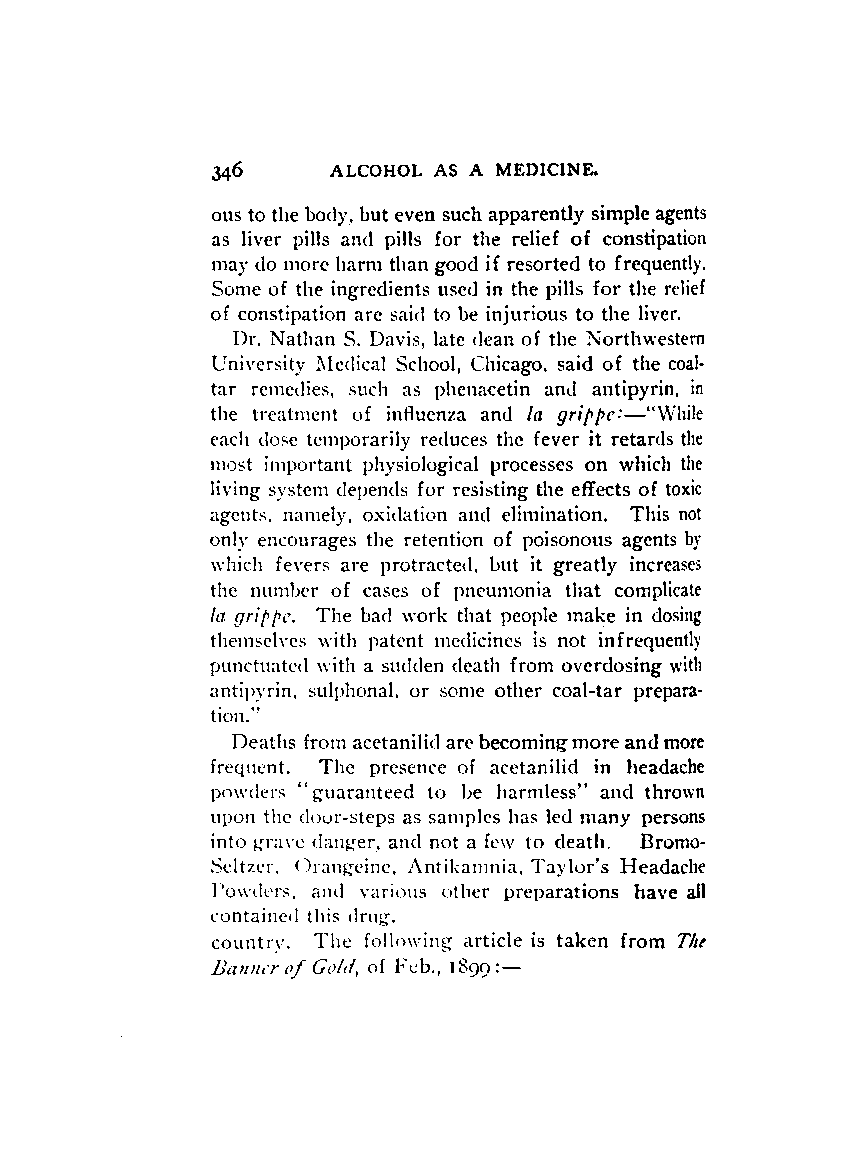 346 ALCOHOL AS A MEDICINE.
ous to the body, but even such apparently simple agents
as liver pills and pills for the relief of constipation
may do more harm than good if resorted to frequently.
Some of the ingredients used in the pills for the relief
of constipation are said to be injurious to the liver.
Dr. Nathan S. Davis, late dean of the Northwestern
University Medical School, Chicago, said of the coal-
tar remedies, such as phenacetin and antipyrin, in
the treatment of influenza and la grippe:—"While
each dose temporarily reduces the fever it retards the
most important physiological processes on which the
living system depends for resisting the effects of toxic
agents, namely, oxidation and elimination. This not
only encourages the retention of poisonous agents by
which fevers are protracted, but it greatly increases
the number of cases of pneumonia that complicate
la grippe. The bad work that people make in dosing
themselves with patent medicines is not infrequently
punctuated with a sudden death from overdosing with
antipyrin, sulphonal, or some other coal-tar prepara-
tion."
Deaths from acetanilid are becoming more and more
frequent. The presence of acetanilid in headache
powders "guaranteed to be harmless" and thrown
upon the door-steps as samples has led many persons
into grave danger, and not a few to death. Bromo-
Seltzer, Orangeine, Antikamnia, Taylor's Headache
Powders, and various other preparations have all
contained this drug.
country. The following article is taken from The
Banner of Gold, of Feb., 1899:—